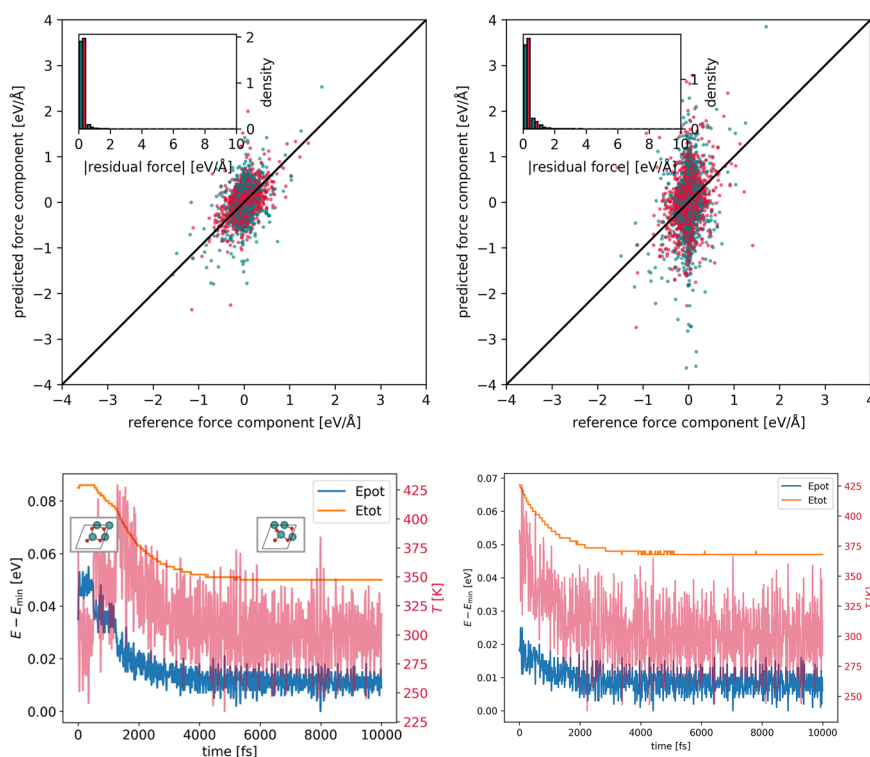 4
3
2
1
0
−1
−2
−3
−4
predicted force component [eV/Å]
2
1
0
density
0 2 4 6 8 10
|residual force| [eV/Å]
−4 −3 −2 −1 0 1 2 3 4
reference force component [eV/Å]
4
3
2
1
0
−1
−2
−3
−4
predicted force component [eV/Å]
1
0
density
0 2 4 6 8 10
|residual force| [eV/Å]
−4 −3 −2 −1 0 1 2 3 4
reference force component [eV/Å]
0.08
0.06
0.04
0.02
0.00
E − Emin [eV]
Epot
Etot
425
400
375
350
325
300
275
250
225
T [K]
0 2000 4000 6000 8000 10000
time [fs]
0.07
0.06
0.05
0.04
0.03
0.02
0.01
0.00
E − Emin [eV]
Epot
Etot
425
400
375
350
325
300
275
250
T [K]
0 2000 4000 6000 8000 10000
time [fs]